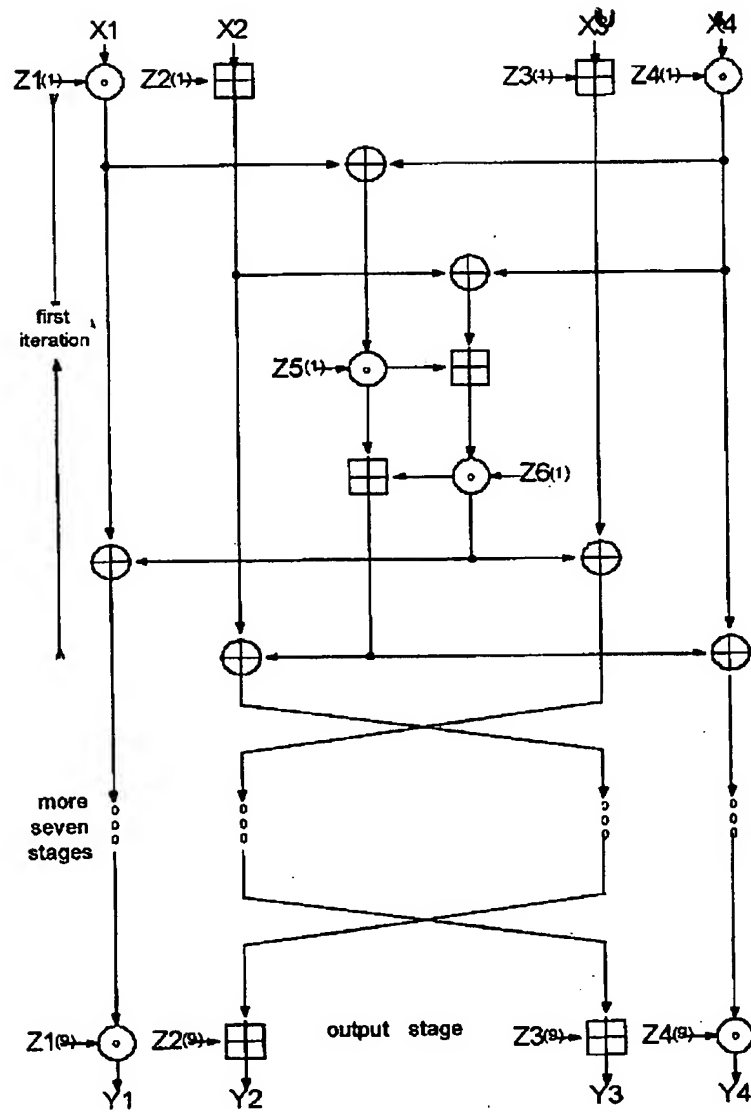 X1 X2 X3 X4
Z1(1) Z2(1) Z3(1) Z4(1)
first
iteration
Z5(1)
Z6(1)
more
seven
stages
output stage
Z1(9) Z2(9) Z3(9) Z4(9)
Y1 Y2 Y3 Y4